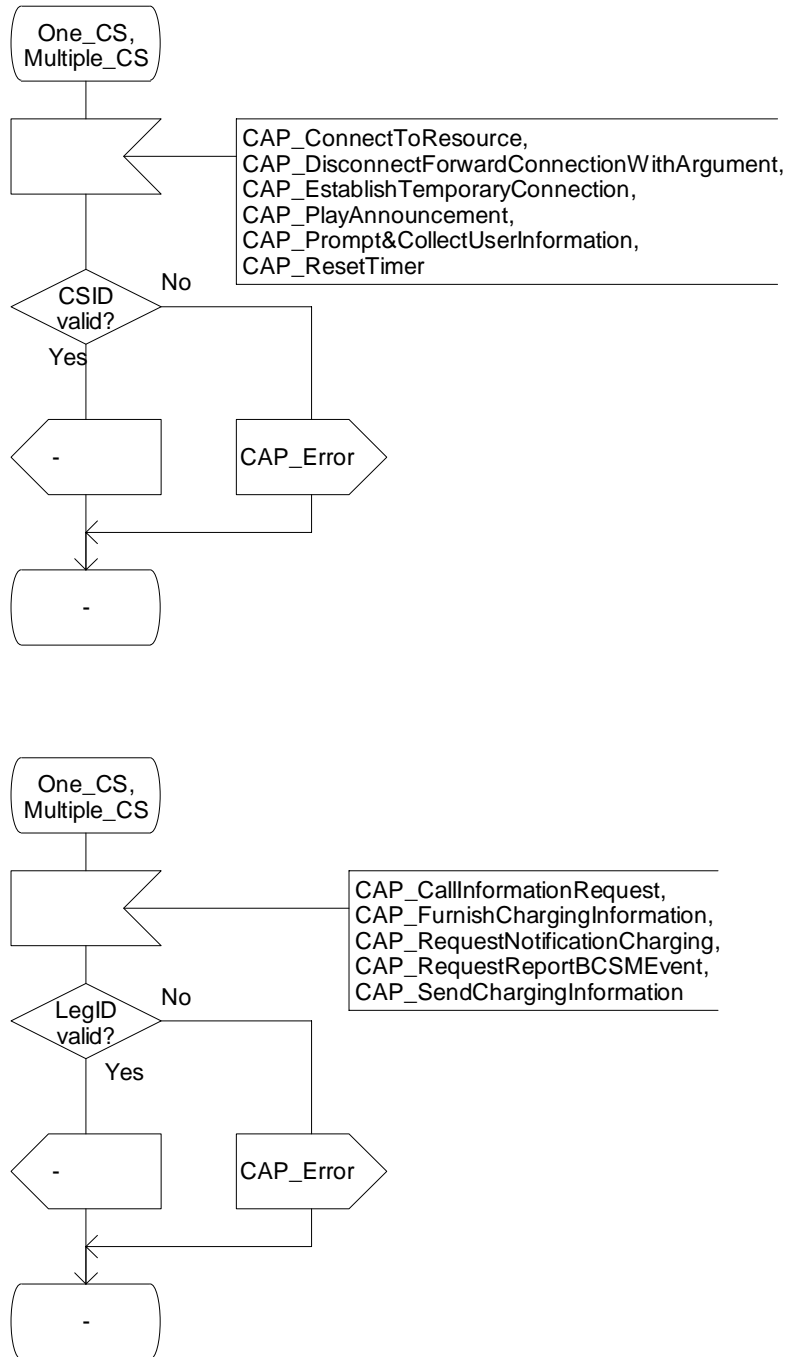 One_CS,
Multiple_CS
CAP_ConnectToResource,
CAP_DisconnectForwardConnectionWithArgument,
CAP_EstablishTemporaryConnection,
CAP_PlayAnnouncement,
CAP_Prompt&CollectUserInformation,
CAP_ResetTimer
CSID
valid?
No
Yes
-
CAP_Error
-
One_CS,
Multiple_CS
CAP_CallInformationRequest,
CAP_FurnishChargingInformation,
CAP_RequestNotificationCharging,
CAP_RequestReportBCSMEvent,
CAP_SendChargingInformation
LegID
valid?
No
Yes
-
CAP_Error
-